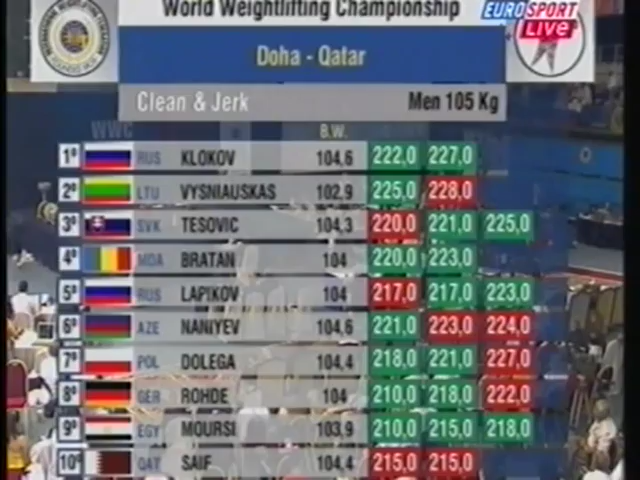 World Weightlifting Championship
EUROSPORT
LIVE
Doha - Qatar
Clean & Jerk Men 105 Kg
B.W.
1º RUS KLOKOV 104,6 222,0 227,0
2º LTU VYSNIAUSKAS 102,9 225,0 228,0
3º SVK TESOVIC 104,3 220,0 221,0 225,0
4º MDA BRATAN 104 220,0 223,0
5º RUS LAPIKOV 104 217,0 217,0 223,0
6º AZE NANIYEV 104,6 221,0 223,0 224,0
7º POL DOLEGA 104,4 218,0 221,0 227,0
8º GER ROHDE 104 210,0 218,0 222,0
9º EGY MOURSI 103,9 210,0 215,0 218,0
10º QAT SAIF 104,4 215,0 215,0